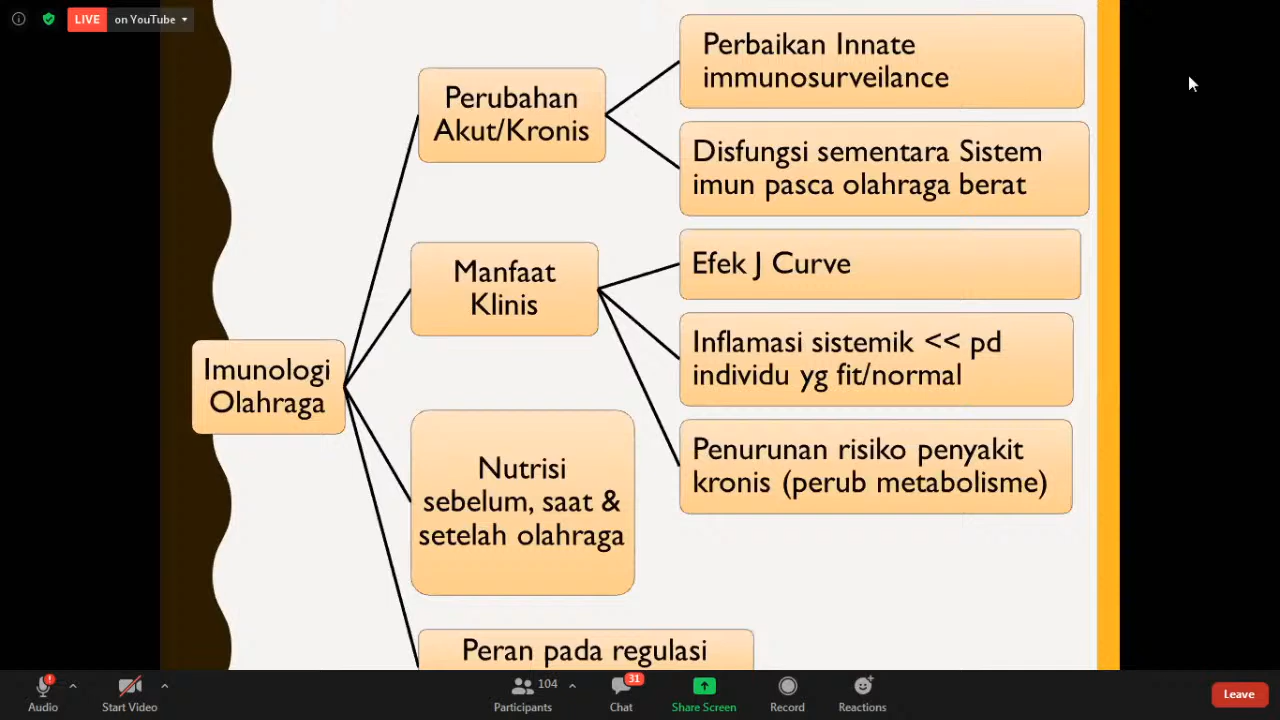 LIVE on YouTube
Perbaikan Innate
immunosurveilance
Perubahan
Akut/Kronis
Disfungsi sementara Sistem
imun pasca olahraga berat
Manfaat
Klinis
Efek J Curve
Inflamasi sistemik << pd
individu yg fit/normal
Penurunan risiko penyakit
kronis (perub metabolisme)
Imunologi
Olahraga
Nutrisi
sebelum, saat &
setelah olahraga
Peran pada regulasi
Audio
Start Video
104
Participants
31
Chat
Share Screen
Record
Reactions
Leave